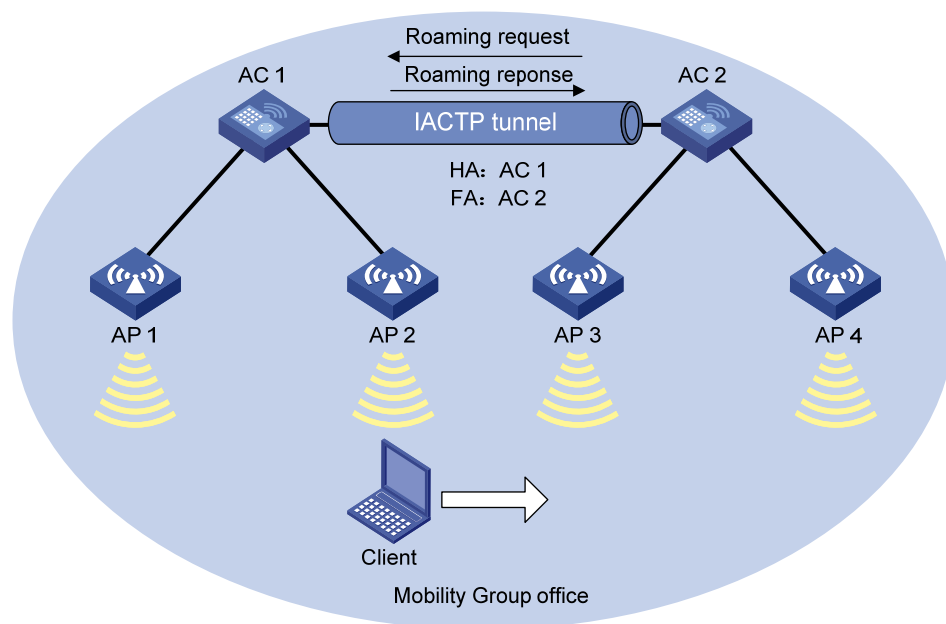 Roaming request
Roaming reponse
AC 1
AC 2
IACTP tunnel
HA：AC 1
FA：AC 2
AP 1
AP 2
AP 3
AP 4
Client
Mobility Group office